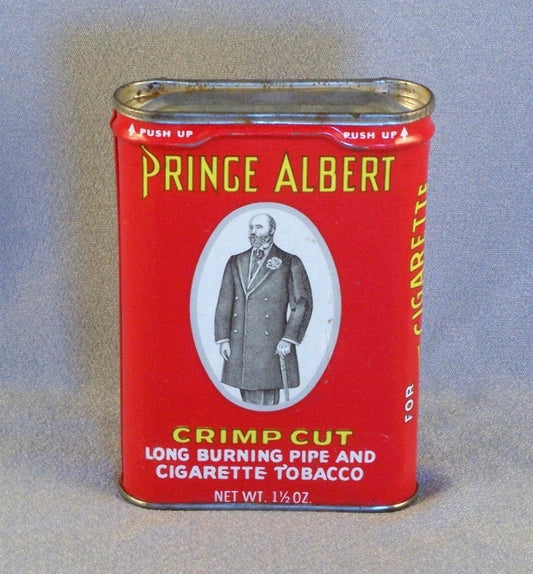 PUSH UP PUSH UP
PRINCE ALBERT
CRIMP CUT
LONG BURNING PIPE AND
CIGARETTE TOBACCO
NET WT. 1½ OZ.
FOR CIGARETTE